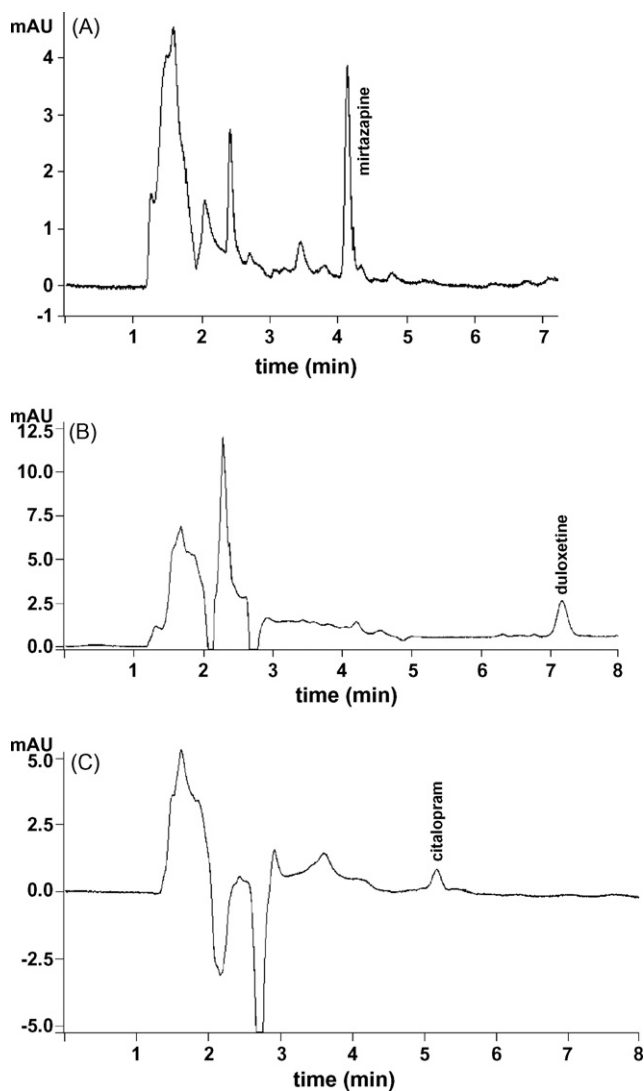 mAU
(A)
4
3
2
1
0
-1
mirtazapine
1 2 3 4 5 6 7
time (min)
mAU
(B)
12.5
10.0
7.5
5.0
2.5
0.0
duloxetine
1 2 3 4 5 6 7 8
time (min)
mAU
(C)
5.0
2.5
0.0
-2.5
-5.0
citalopram
1 2 3 4 5 6 7 8
time (min)